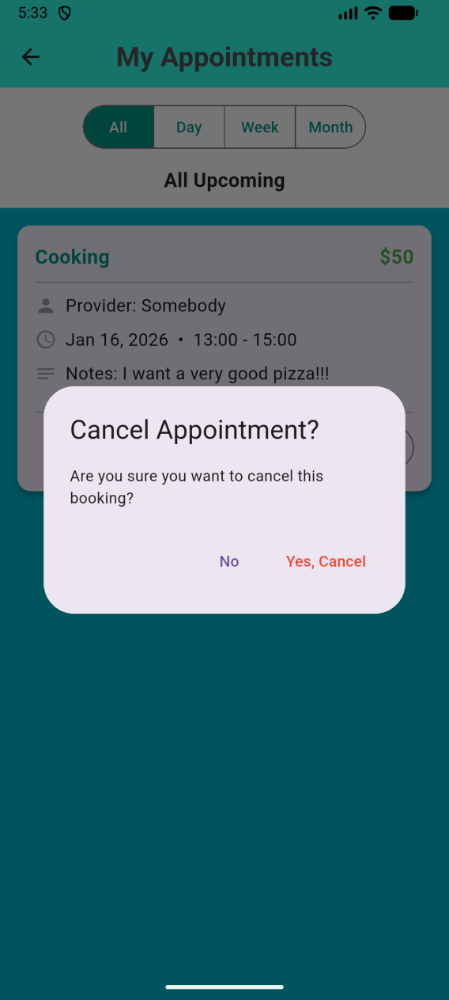 5:33
My Appointments
All Day Week Month
All Upcoming
Cooking $50
Provider: Somebody
Jan 16, 2026 • 13:00 - 15:00
Notes: I want a very good pizza!!!
Cancel Appointment?
Are you sure you want to cancel this
booking?
No Yes, Cancel